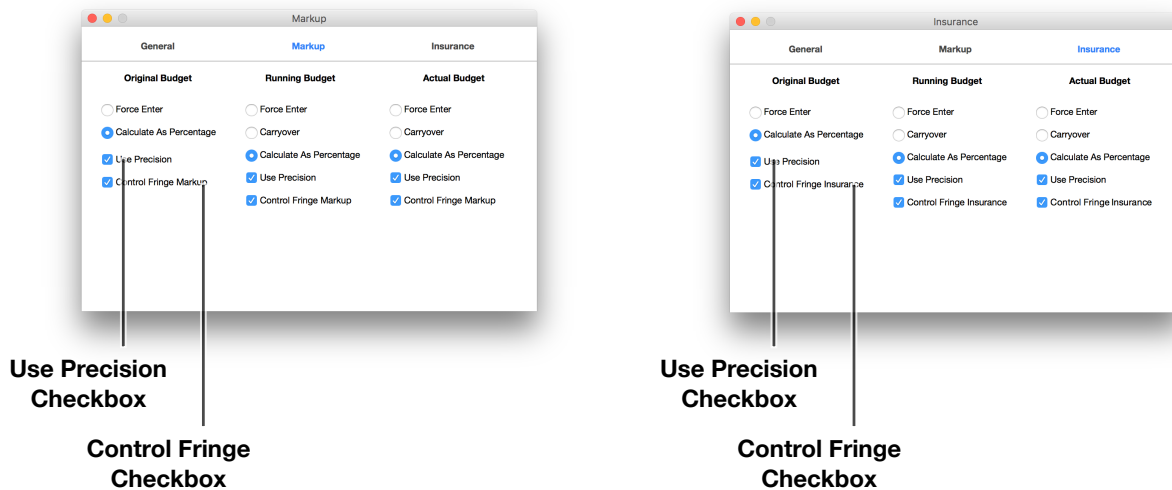 Markup
General Markup Insurance
Original Budget Running Budget Actual Budget
Force Enter Force Enter Force Enter
Calculate As Percentage Carryover Carryover
Use Precision Calculate As Percentage Calculate As Percentage
Control Fringe Markup Use Precision Use Precision
Control Fringe Markup Control Fringe Markup
Use Precision
Checkbox
Control Fringe
Checkbox
Insurance
General Markup Insurance
Original Budget Running Budget Actual Budget
Force Enter Force Enter Force Enter
Calculate As Percentage Carryover Carryover
Use Precision Calculate As Percentage Calculate As Percentage
Control Fringe Insurance Use Precision Use Precision
Control Fringe Insurance Control Fringe Insurance
Use Precision
Checkbox
Control Fringe
Checkbox